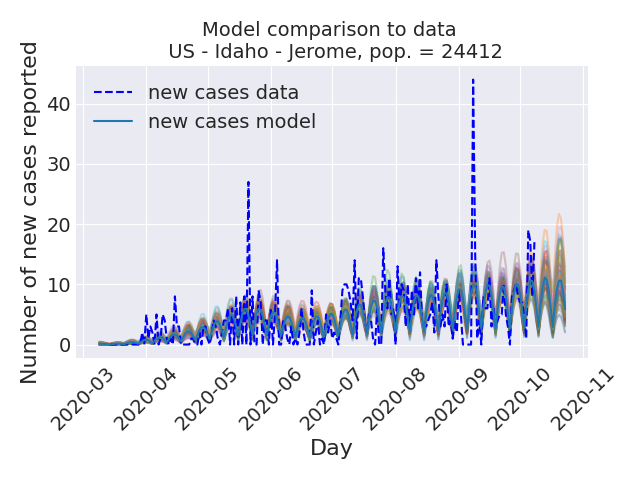 Model comparison to data
US - Idaho - Jerome, pop. = 24412
Number of new cases reported
new cases data
new cases model
40
30
20
10
0
2020-03
2020-04
2020-05
2020-06
2020-07
2020-08
2020-09
2020-10
2020-11
Day